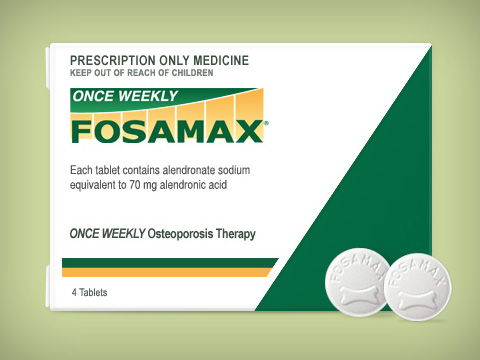 PRESCRIPTION ONLY MEDICINE
KEEP OUT OF REACH OF CHILDREN
ONCE WEEKLY
FOSAMAX®
Each tablet contains alendronate sodium
equivalent to 70 mg alendronic acid
ONCE WEEKLY Osteoporosis Therapy
4 Tablets
FOSAMAX
FOSAMAX